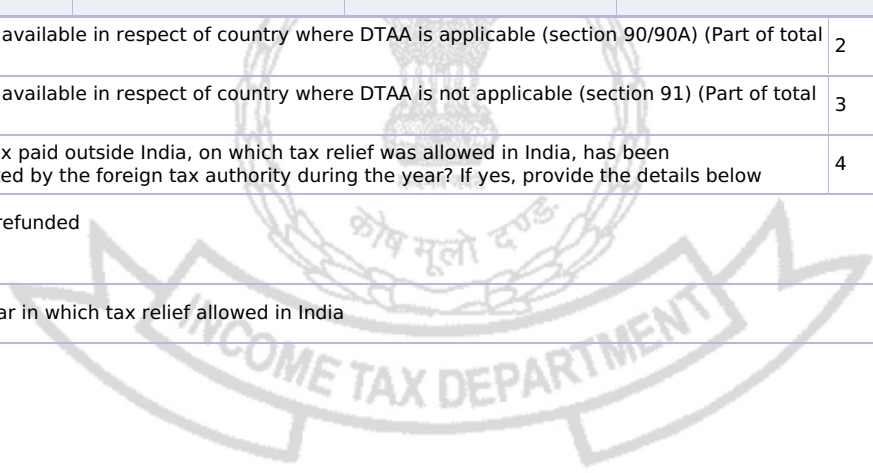 available in respect of country where DTAA is applicable (section 90/90A) (Part of total
2
available in respect of country where DTAA is not applicable (section 91) (Part of total
3
x paid outside India, on which tax relief was allowed in India, has been
ed by the foreign tax authority during the year? If yes, provide the details below
4
refunded
कोष मूलो दण्डः
ar in which tax relief allowed in India
INCOME TAX DEPARTMENT